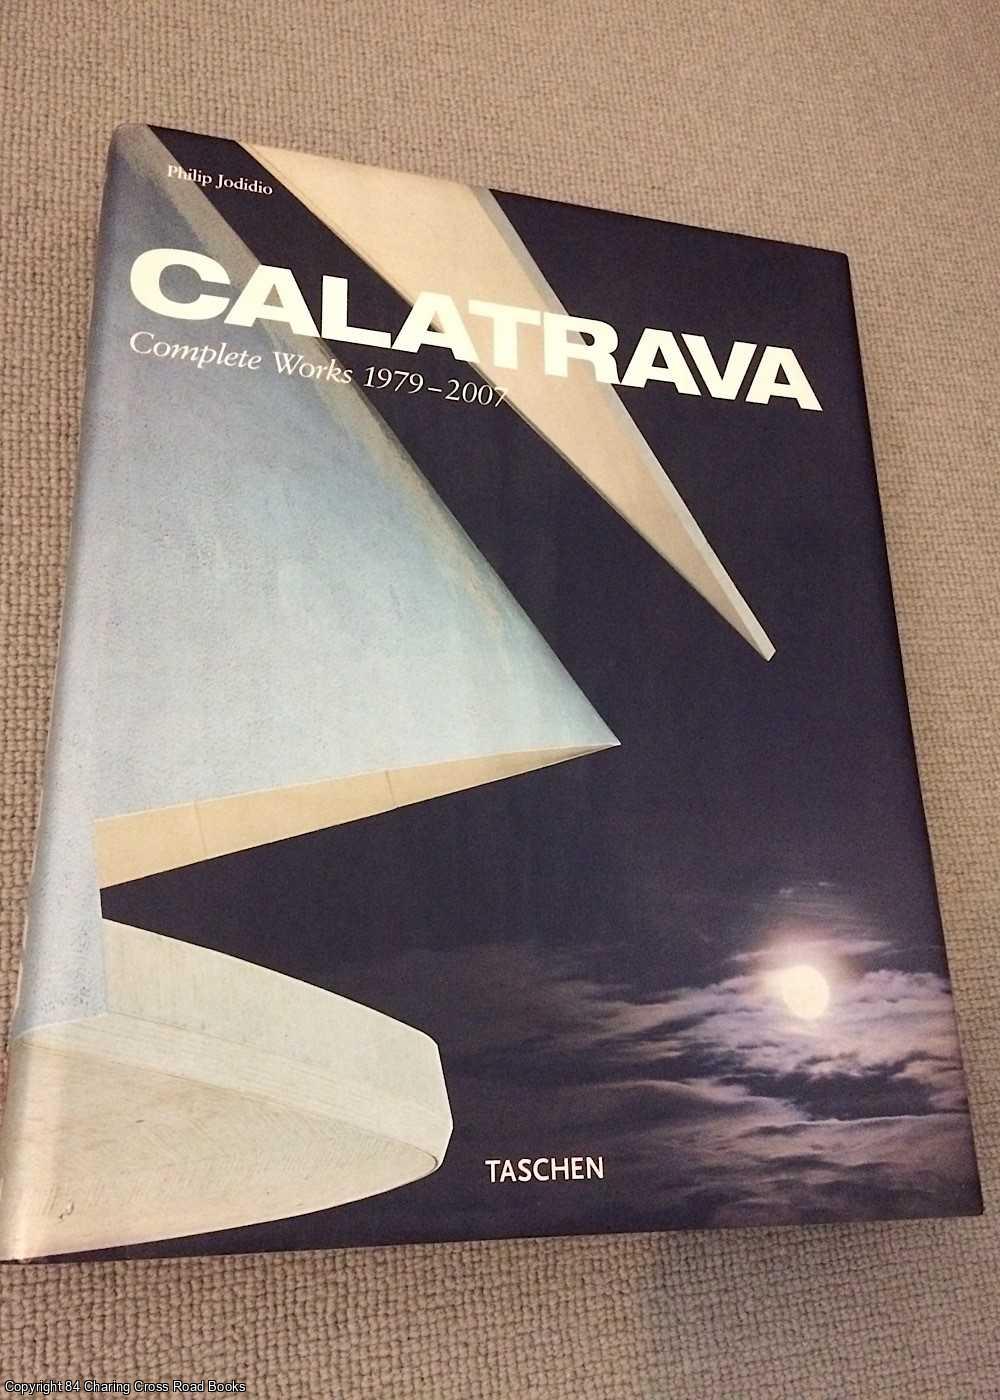 Philip Jodidio
CALATRAVA
Complete Works 1979–2007
TASCHEN
Copyright 84 Charing Cross Road Books